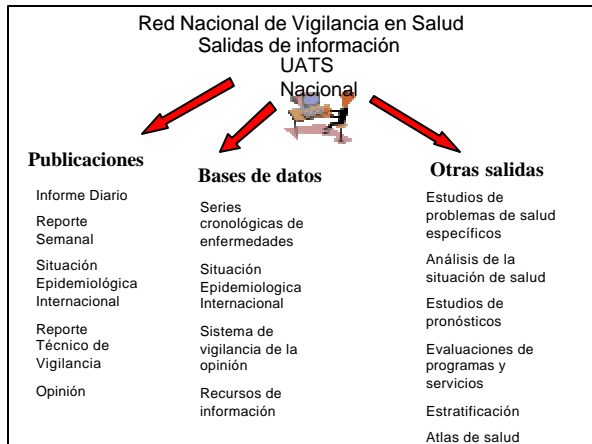 Red Nacional de Vigilancia en Salud
Salidas de información
UATS
Nacional
Publicaciones
Informe Diario
Reporte
Semanal
Situación
Epidemiológica
Internacional
Reporte
Técnico de
Vigilancia
Opinión
Bases de datos
Series
cronológicas de
enfermedades
Situación
Epidemiologica
Internacional
Sistema de
vigilancia de la
opinión
Recursos de
información
Otras salidas
Estudios de
problemas de salud
específicos
Análisis de la
situación de salud
Estudios de
pronósticos
Evaluaciones de
programas y
servicios
Estratificación
Atlas de salud